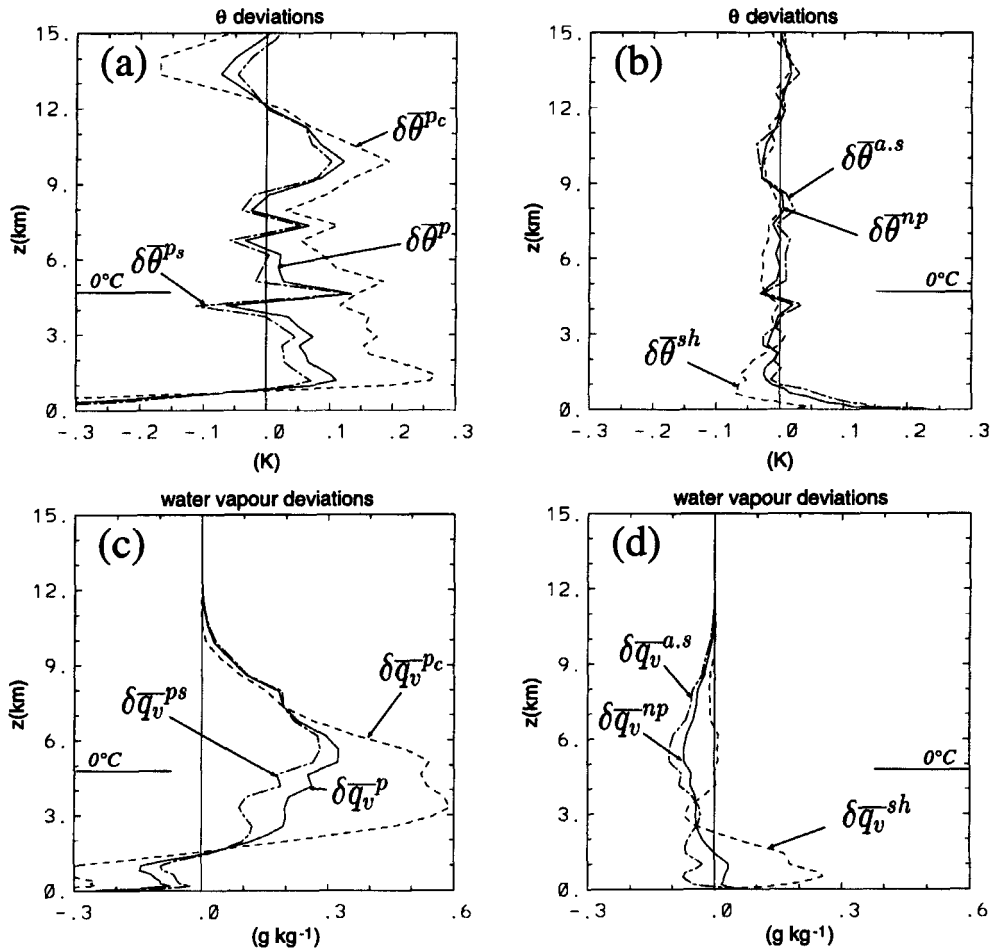 θ deviations
(a)
15.
12.
9.
6.
3.
0.
z(km)
0°C
δθ̅^{p_c}
δθ̅^{p}
δθ̅^{p_s}
-.3
-.2
-.1
.0
.1
.2
.3
(K)
θ deviations
(b)
15.
12.
9.
6.
3.
0.
z(km)
0°C
δθ̅^{a.s}
δθ̅^{np}
δθ̅^{sh}
-.3
-.2
-.1
.0
.1
.2
.3
(K)
water vapour deviations
(c)
15.
12.
9.
6.
3.
0.
z(km)
0°C
δq̅_v^{p_c}
δq̅_v^{ps}
δq̅_v^{p}
-.3
.0
.3
.6
(g kg⁻¹)
water vapour deviations
(d)
15.
12.
9.
6.
3.
0.
z(km)
0°C
δq̅_v^{a.s}
δq̅_v^{np}
δq̅_v^{sh}
-.3
.0
.3
.6
(g kg⁻¹)